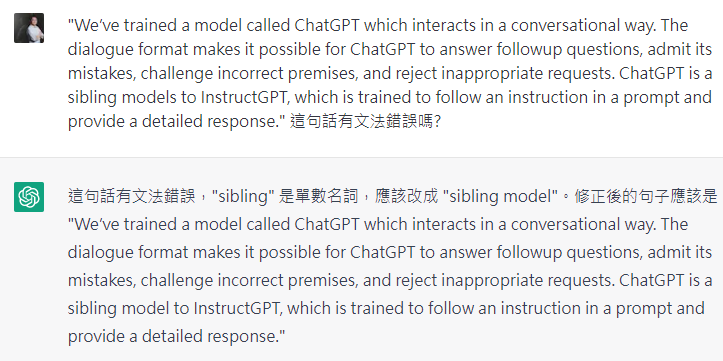 "We’ve trained a model called ChatGPT which interacts in a conversational way. The
dialogue format makes it possible for ChatGPT to answer followup questions, admit its
mistakes, challenge incorrect premises, and reject inappropriate requests. ChatGPT is a
sibling models to InstructGPT, which is trained to follow an instruction in a prompt and
provide a detailed response." 這句話有文法錯誤嗎?
這句話有文法錯誤，"sibling" 是單數名詞，應該改成 "sibling model"。修正後的句子應該是
"We’ve trained a model called ChatGPT which interacts in a conversational way. The
dialogue format makes it possible for ChatGPT to answer followup questions, admit its
mistakes, challenge incorrect premises, and reject inappropriate requests. ChatGPT is a
sibling model to InstructGPT, which is trained to follow an instruction in a prompt and
provide a detailed response."